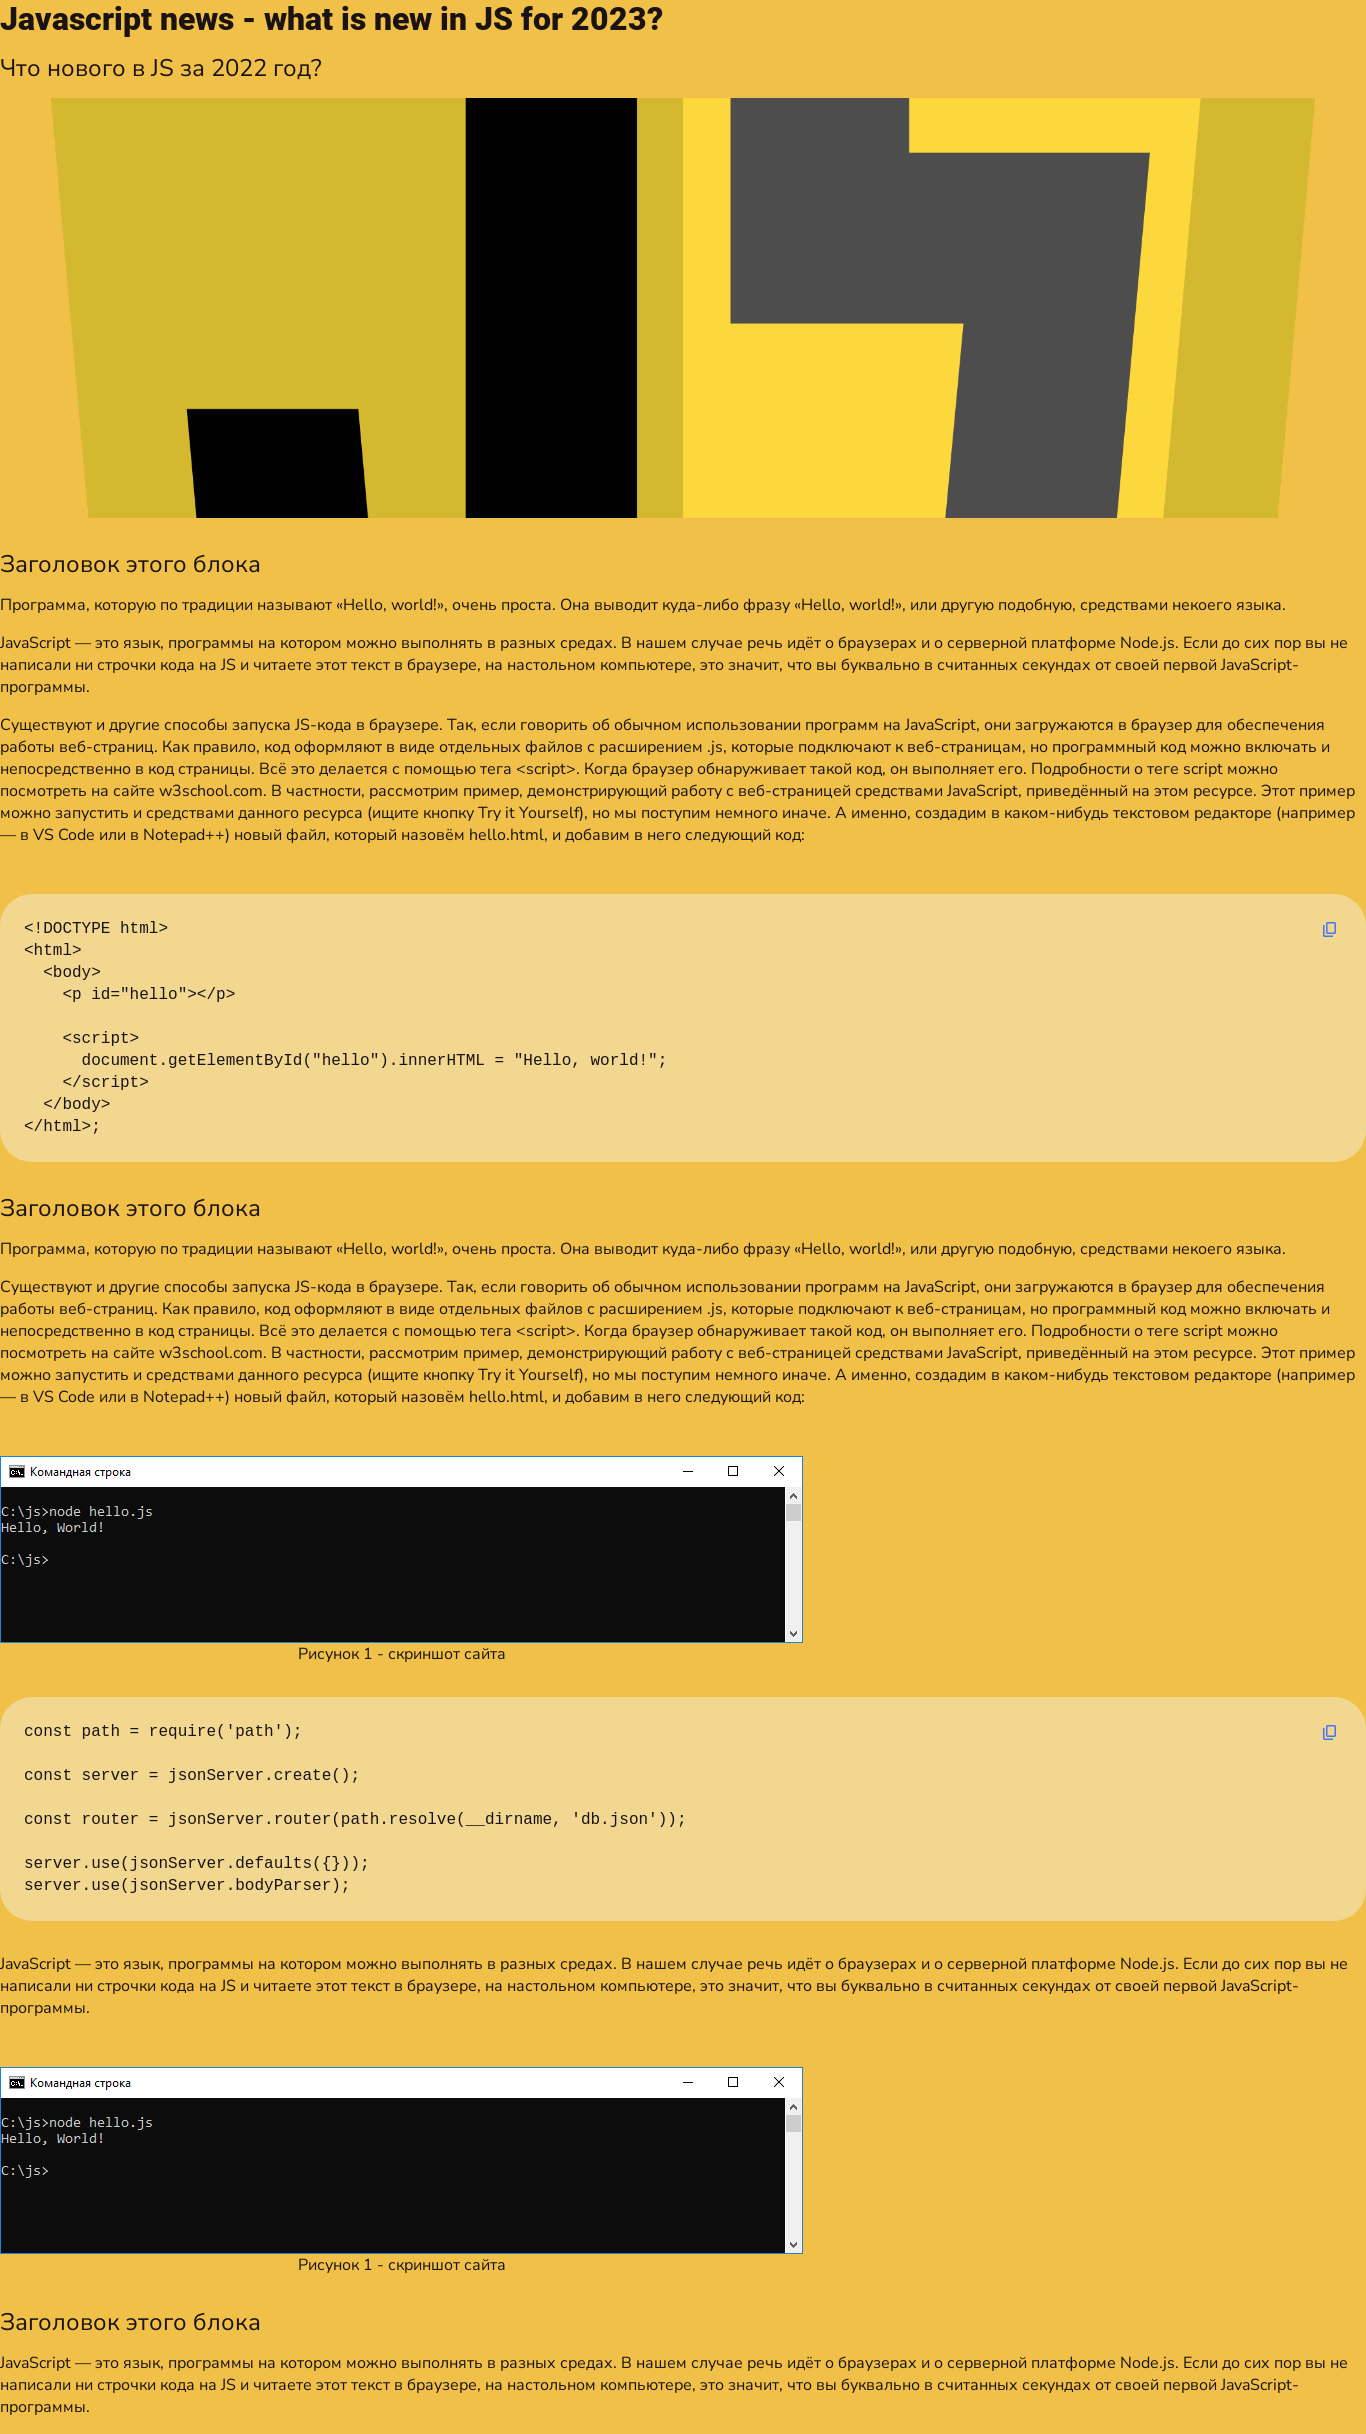 Javascript news - what is new in JS for 2023?
Что нового в JS за 2022 год?
JS
Заголовок этого блока
Программа, которую по традиции называют «Hello, world!», очень проста. Она выводит куда-либо фразу «Hello, world!», или другую подобную, средствами некоего языка.
JavaScript — это язык, программы на котором можно выполнять в разных средах. В нашем случае речь идёт о браузерах и о серверной платформе Node.js. Если до сих пор вы не
написали ни строчки кода на JS и читаете этот текст в браузере, на настольном компьютере, это значит, что вы буквально в считанных секундах от своей первой JavaScript-
программы.
Существуют и другие способы запуска JS-кода в браузере. Так, если говорить об обычном использовании программ на JavaScript, они загружаются в браузер для обеспечения
работы веб-страниц. Как правило, код оформляют в виде отдельных файлов с расширением .js, которые подключают к веб-страницам, но программный код можно включать и
непосредственно в код страницы. Всё это делается с помощью тега <script>. Когда браузер обнаруживает такой код, он выполняет его. Подробности о теге script можно
посмотреть на сайте w3school.com. В частности, рассмотрим пример, демонстрирующий работу с веб-страницей средствами JavaScript, приведённый на этом ресурсе. Этот пример
можно запустить и средствами данного ресурса (ищите кнопку Try it Yourself), но мы поступим немного иначе. А именно, создадим в каком-нибудь текстовом редакторе (например
— в VS Code или в Notepad++) новый файл, который назовём hello.html, и добавим в него следующий код:
<!DOCTYPE html>
<html>
  <body>
    <p id="hello"></p>
    <script>
      document.getElementById("hello").innerHTML = "Hello, world!";
    </script>
  </body>
</html>;
Заголовок этого блока
Программа, которую по традиции называют «Hello, world!», очень проста. Она выводит куда-либо фразу «Hello, world!», или другую подобную, средствами некоего языка.
Существуют и другие способы запуска JS-кода в браузере. Так, если говорить об обычном использовании программ на JavaScript, они загружаются в браузер для обеспечения
работы веб-страниц. Как правило, код оформляют в виде отдельных файлов с расширением .js, которые подключают к веб-страницам, но программный код можно включать и
непосредственно в код страницы. Всё это делается с помощью тега <script>. Когда браузер обнаруживает такой код, он выполняет его. Подробности о теге script можно
посмотреть на сайте w3school.com. В частности, рассмотрим пример, демонстрирующий работу с веб-страницей средствами JavaScript, приведённый на этом ресурсе. Этот пример
можно запустить и средствами данного ресурса (ищите кнопку Try it Yourself), но мы поступим немного иначе. А именно, создадим в каком-нибудь текстовом редакторе (например
— в VS Code или в Notepad++) новый файл, который назовём hello.html, и добавим в него следующий код:
Командная строка
C:\js>node hello.js
Hello, World!
C:\js>
Рисунок 1 - скриншот сайта
const path = require('path');
const server = jsonServer.create();
const router = jsonServer.router(path.resolve(__dirname, 'db.json'));
server.use(jsonServer.defaults({}));
server.use(jsonServer.bodyParser);
JavaScript — это язык, программы на котором можно выполнять в разных средах. В нашем случае речь идёт о браузерах и о серверной платформе Node.js. Если до сих пор вы не
написали ни строчки кода на JS и читаете этот текст в браузере, на настольном компьютере, это значит, что вы буквально в считанных секундах от своей первой JavaScript-
программы.
Командная строка
C:\js>node hello.js
Hello, World!
C:\js>
Рисунок 1 - скриншот сайта
Заголовок этого блока
JavaScript — это язык, программы на котором можно выполнять в разных средах. В нашем случае речь идёт о браузерах и о серверной платформе Node.js. Если до сих пор вы не
написали ни строчки кода на JS и читаете этот текст в браузере, на настольном компьютере, это значит, что вы буквально в считанных секундах от своей первой JavaScript-
программы.